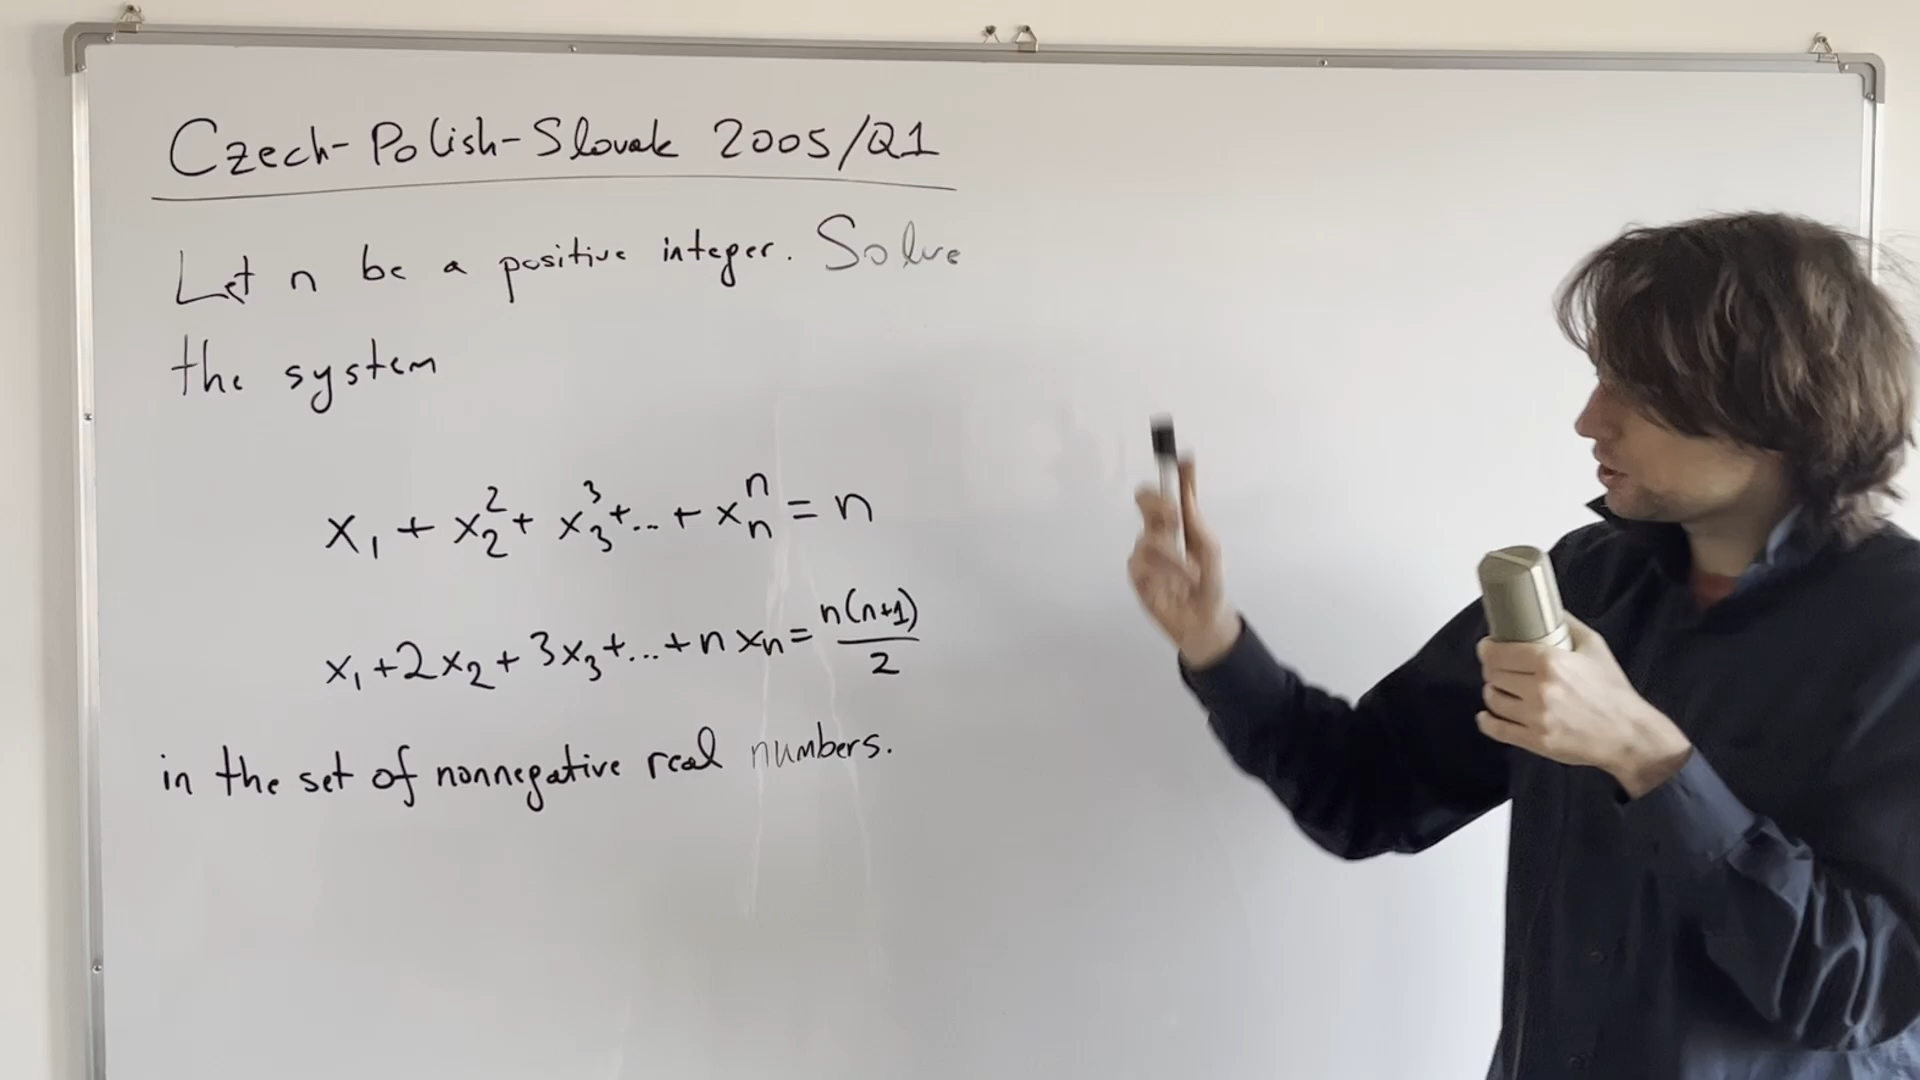 Czech-Polish-Slovak 2005/Q1
Let n be a positive integer. Solve
the system
x₁ + x₂² + x₃³ + ... + xₙⁿ = n
x₁ + 2x₂ + 3x₃ + ... + n xₙ = n(n+1)/2
in the set of nonnegative real numbers.